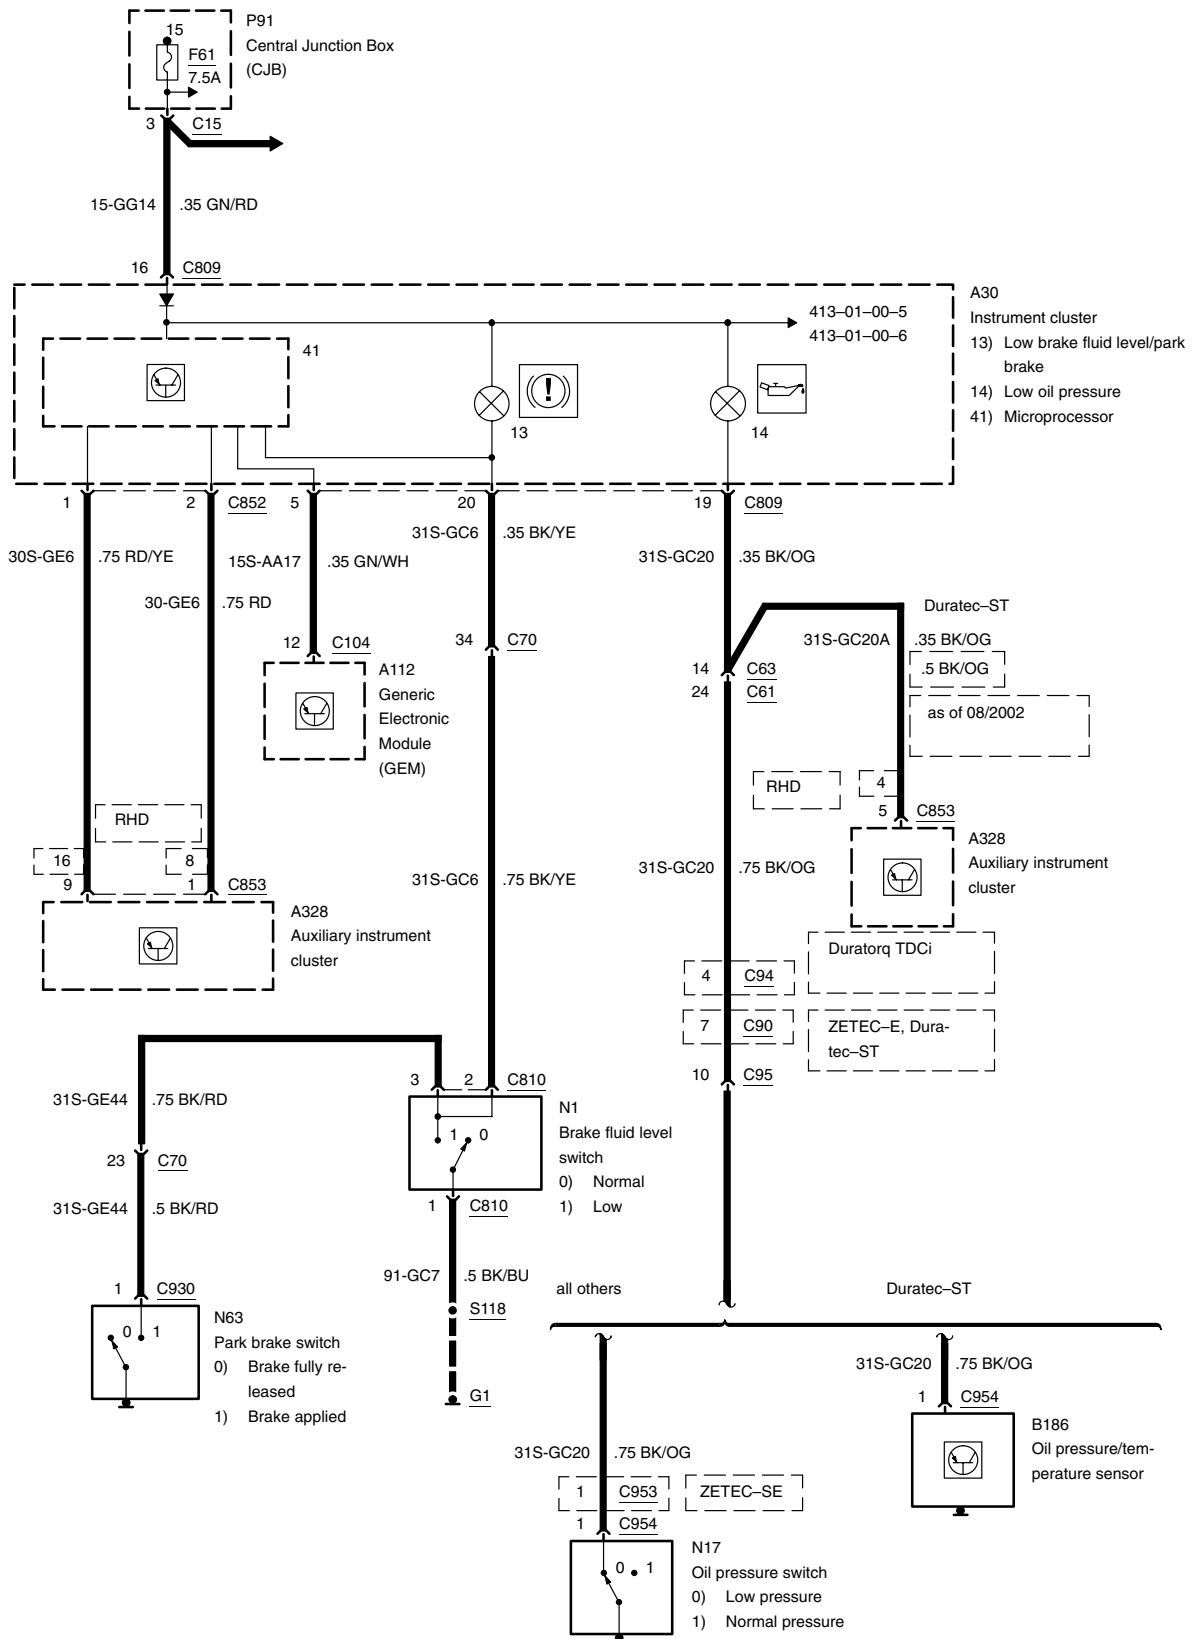 15
F61
7.5A
P91
Central Junction Box
(CJB)
3 C15
15-GG14 .35 GN/RD
16 C809
A30
Instrument cluster
13) Low brake fluid level/park
brake
14) Low oil pressure
41) Microprocessor
413–01–00–5
413–01–00–6
41
!
13
14
1 2 C852 5 20 19 C809
30S-GE6 .75 RD/YE
30-GE6 .75 RD
15S-AA17 .35 GN/WH
31S-GC6 .35 BK/YE
31S-GC20 .35 BK/OG
12 C104
A112
Generic
Electronic
Module
(GEM)
34 C70
14 C63
24 C61
Duratec–ST
31S-GC20A .35 BK/OG
.5 BK/OG
as of 08/2002
RHD
4
5 C853
A328
Auxiliary instrument
cluster
RHD
16 8
9 1 C853
A328
Auxiliary instrument
cluster
31S-GC6 .75 BK/YE
31S-GC20 .75 BK/OG
4 C94
Duratorq TDCi
7 C90
ZETEC–E, Dura-
tec–ST
10 C95
3 2 C810
1 0
N1
Brake fluid level
switch
0) Normal
1) Low
1 C810
31S-GE44 .75 BK/RD
23 C70
31S-GE44 .5 BK/RD
1 C930
0 1
N63
Park brake switch
0) Brake fully re-
leased
1) Brake applied
91-GC7 .5 BK/BU
S118
G1
all others
Duratec–ST
31S-GC20 .75 BK/OG
1 C954
B186
Oil pressure/tem-
perature sensor
31S-GC20 .75 BK/OG
1 C953
ZETEC–SE
1 C954
0 1
N17
Oil pressure switch
0) Low pressure
1) Normal pressure